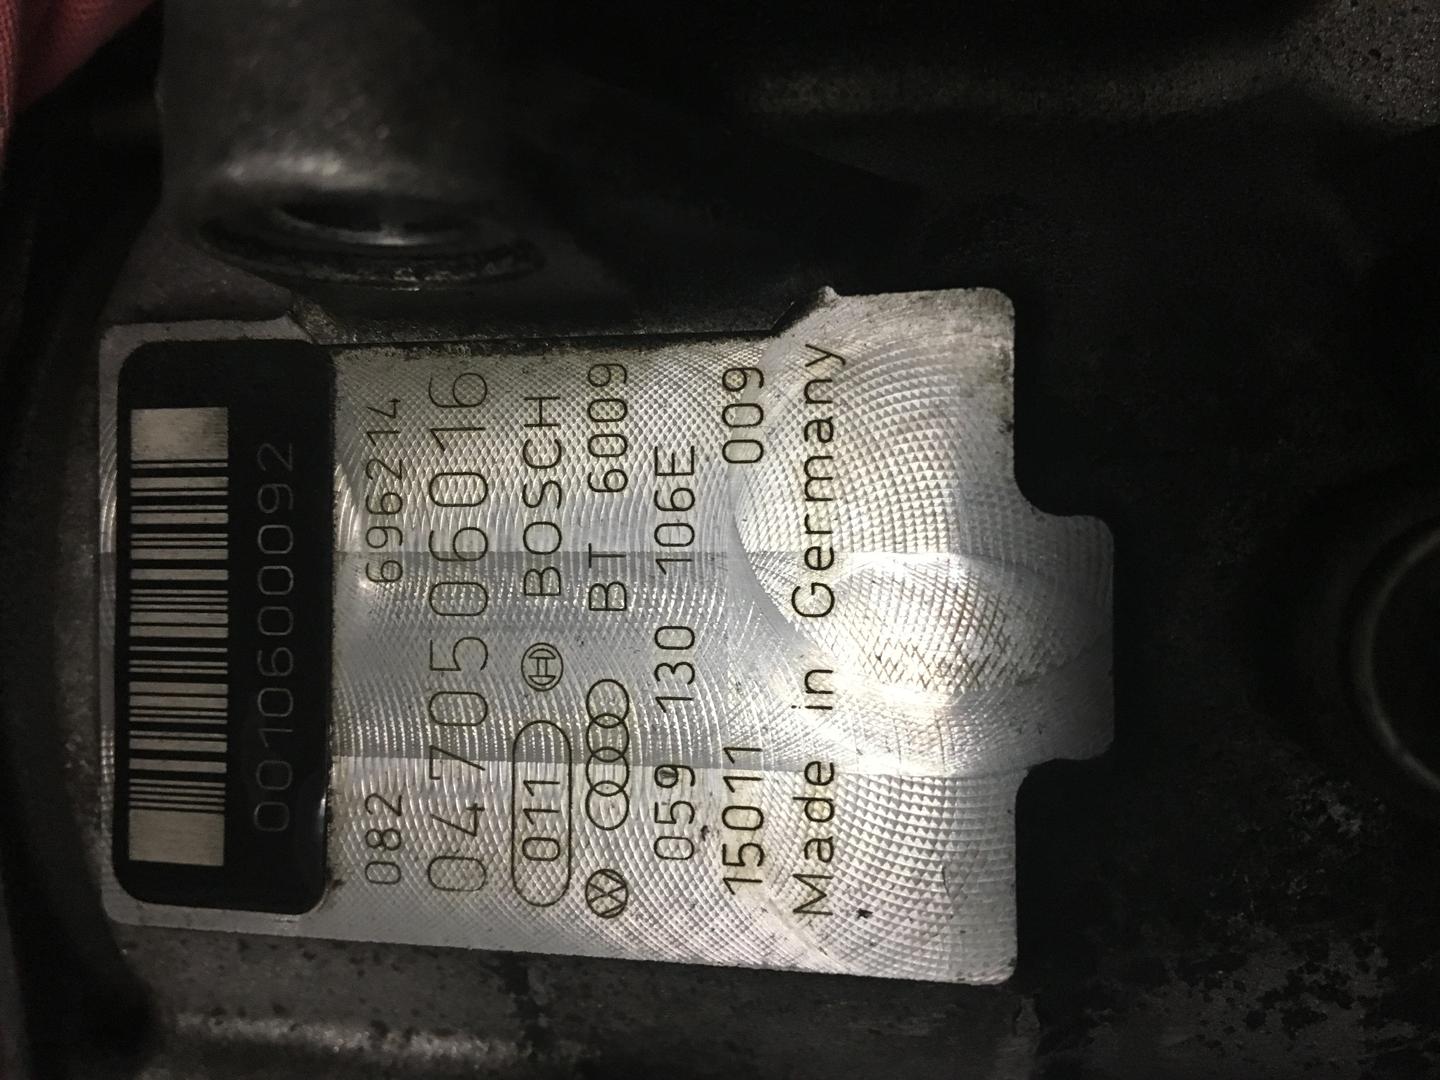 0010600092
082 696214
0470506016
011 BOSCH
BT 6009
059 130 106E
15011 009
Made in Germany